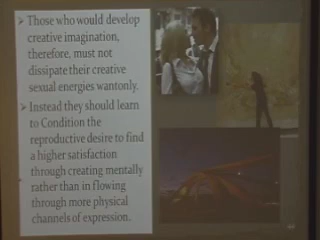 Those who would develop
creative imagination,
therefore, must not
dissipate their creative
sexual energies wantonly.
Instead they should learn
to Condition the
reproductive desire to find
a higher satisfaction
through creating mentally
rather than in flowing
through more physical
channels of expression.